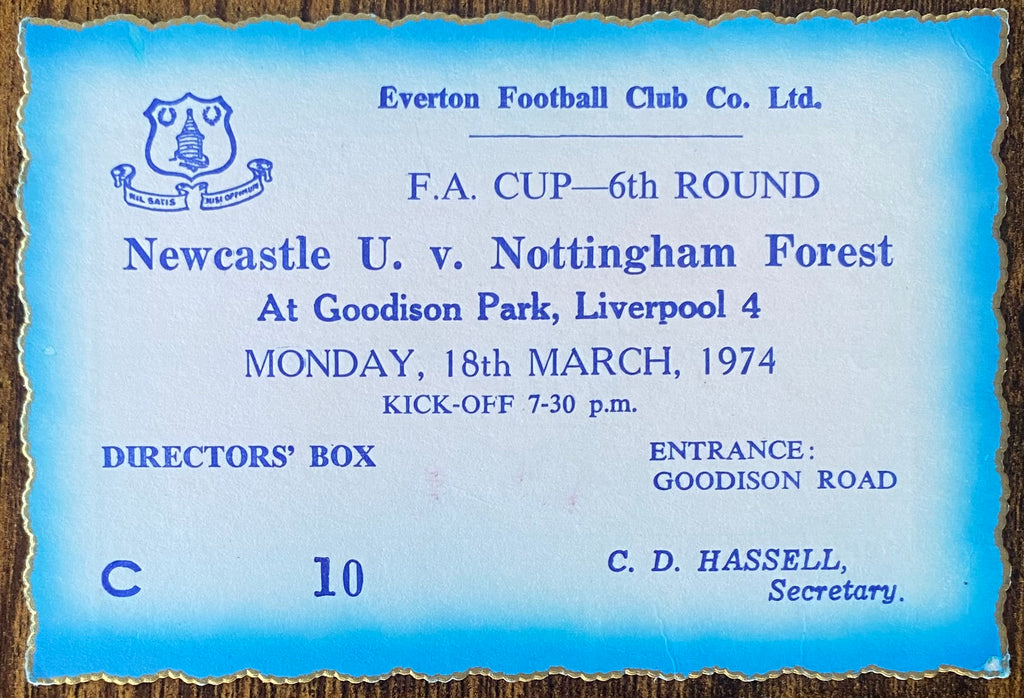 Everton Football Club Co. Ltd.
NIL SATIS NISI OPTIMUM
F.A. CUP—6th ROUND
Newcastle U. v. Nottingham Forest
At Goodison Park, Liverpool 4
MONDAY, 18th MARCH, 1974
KICK-OFF 7-30 p.m.
DIRECTORS' BOX
ENTRANCE:
GOODISON ROAD
C 10
C. D. HASSELL,
Secretary.